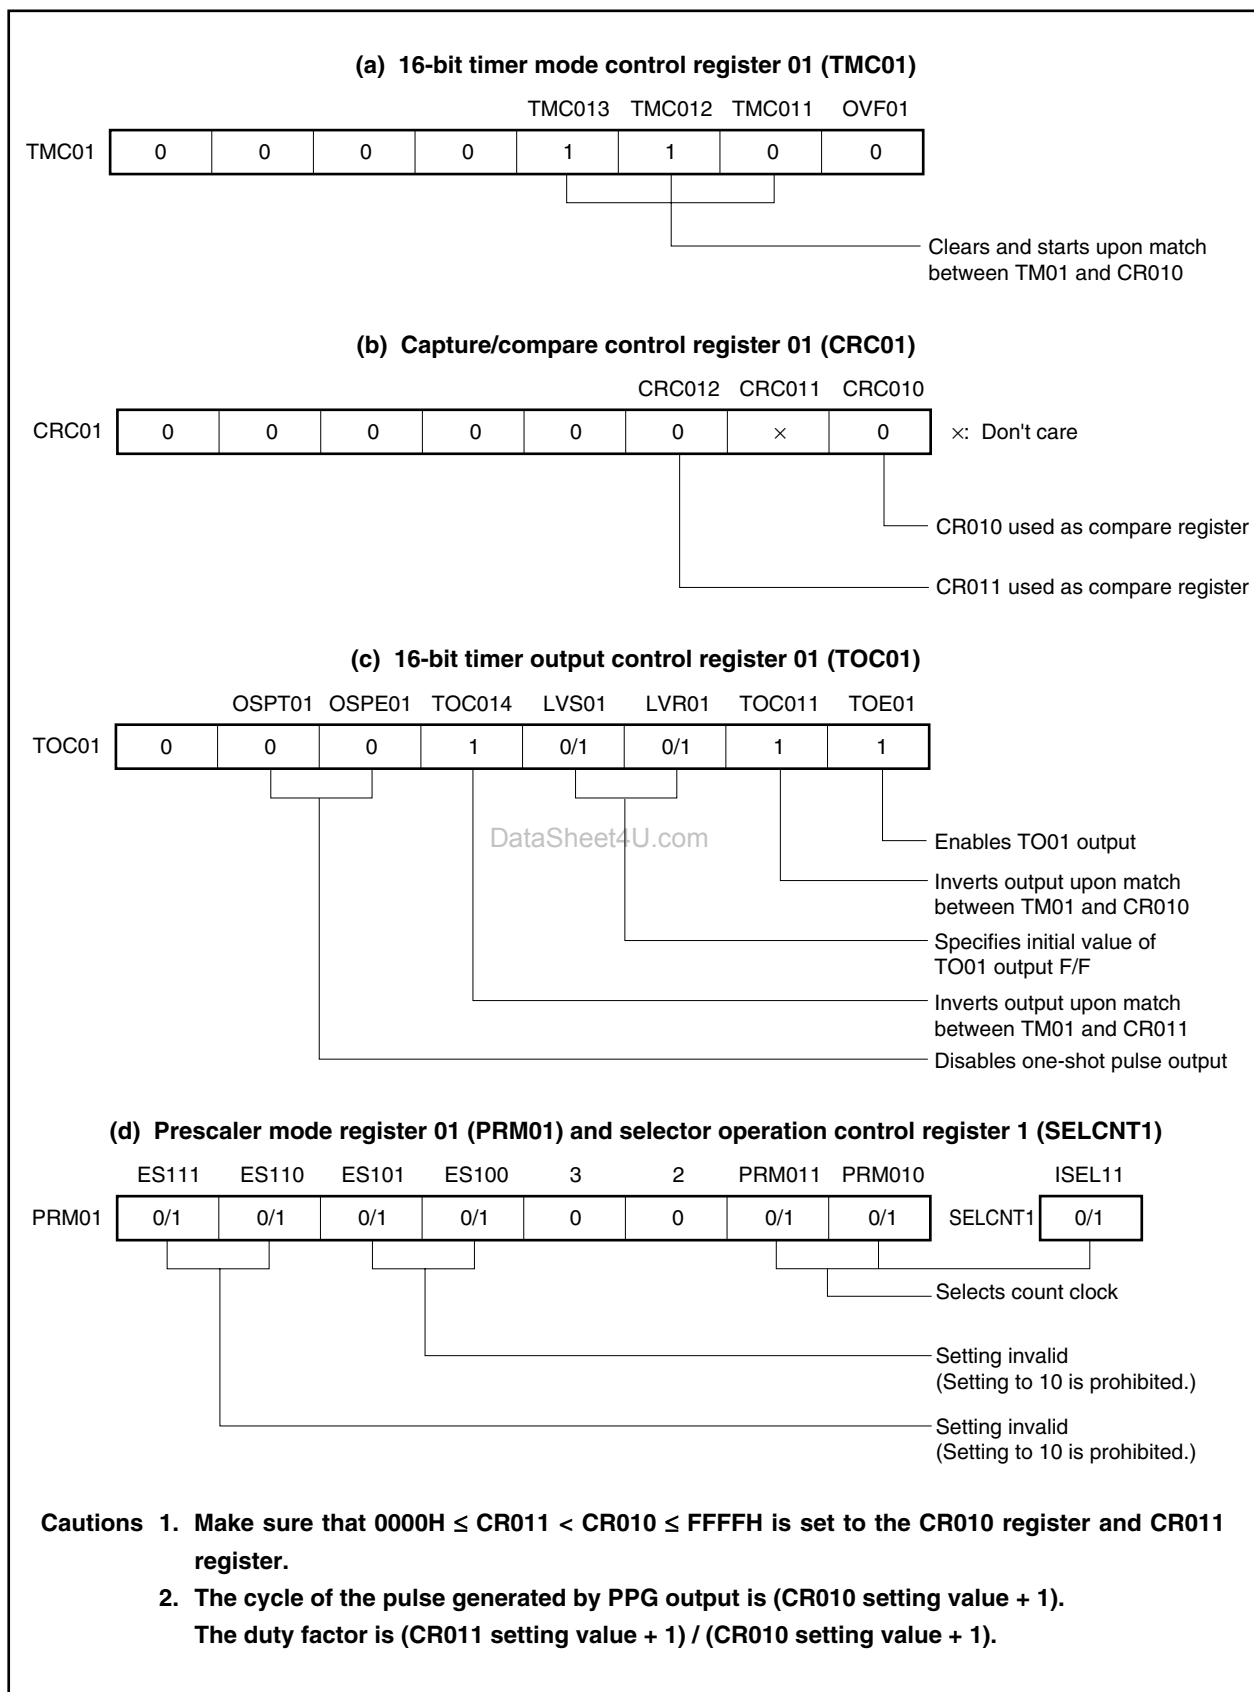 (a) 16-bit timer mode control register 01 (TMC01)
TMC013 TMC012 TMC011 OVF01
TMC01 0 0 0 0 1 1 0 0
Clears and starts upon match
between TM01 and CR010
(b) Capture/compare control register 01 (CRC01)
CRC012 CRC011 CRC010
CRC01 0 0 0 0 0 0 × 0 ×: Don't care
CR010 used as compare register
CR011 used as compare register
(c) 16-bit timer output control register 01 (TOC01)
OSPT01 OSPE01 TOC014 LVS01 LVR01 TOC011 TOE01
TOC01 0 0 0 1 0/1 0/1 1 1
DataSheet4U.com
Enables TO01 output
Inverts output upon match
between TM01 and CR010
Specifies initial value of
TO01 output F/F
Inverts output upon match
between TM01 and CR011
Disables one-shot pulse output
(d) Prescaler mode register 01 (PRM01) and selector operation control register 1 (SELCNT1)
ES111 ES110 ES101 ES100 3 2 PRM011 PRM010 ISEL11
PRM01 0/1 0/1 0/1 0/1 0 0 0/1 0/1 SELCNT1 0/1
Selects count clock
Setting invalid
(Setting to 10 is prohibited.)
Setting invalid
(Setting to 10 is prohibited.)
Cautions 1. Make sure that 0000H ≤ CR011 < CR010 ≤ FFFFH is set to the CR010 register and CR011
register.
2. The cycle of the pulse generated by PPG output is (CR010 setting value + 1).
The duty factor is (CR011 setting value + 1) / (CR010 setting value + 1).